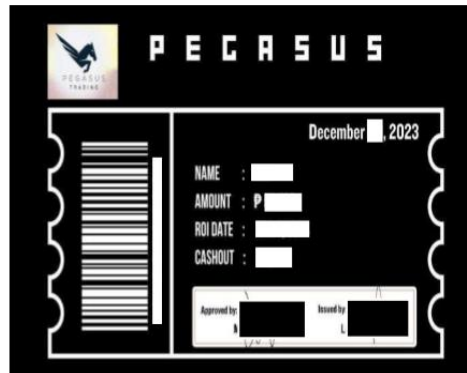 PEGASUS
PEGASUS
TRADING
December , 2023
NAME :
AMOUNT : ₱
ROI DATE :
CASHOUT :
Approved by: Issued by
L